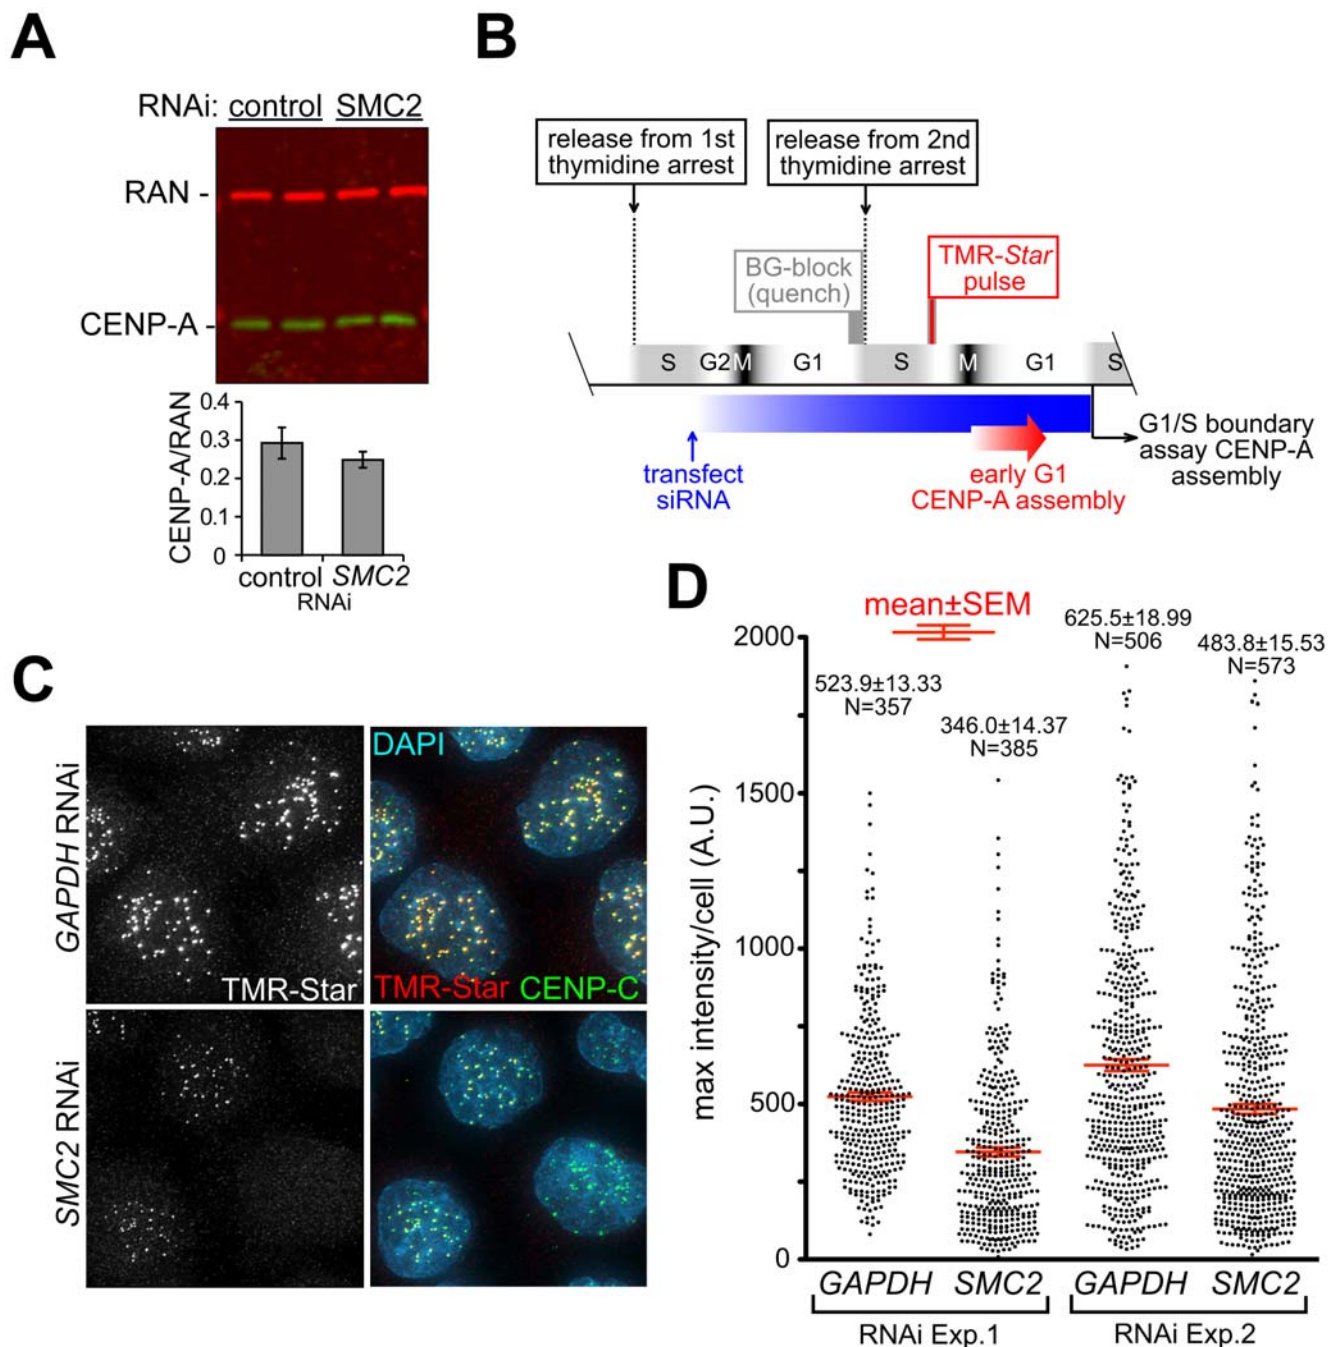 A
RNAi: control SMC2
RAN -
CENP-A -
CENP-A/RAN
0.4
0.3
0.2
0.1
0
control SMC2
RNAi
B
release from 1st
thymidine arrest
release from 2nd
thymidine arrest
BG-block
(quench)
TMR-Star
pulse
S G2 M G1 S M G1 S
transfect
siRNA
early G1
CENP-A assembly
G1/S boundary
assay CENP-A
assembly
C
GAPDH RNAi
TMR-Star
DAPI
TMR-Star CENP-C
SMC2 RNAi
D
mean±SEM
max intensity/cell (A.U.)
2000
1500
1000
500
0
523.9±13.33
N=357
346.0±14.37
N=385
625.5±18.99
N=506
483.8±15.53
N=573
GAPDH SMC2 GAPDH SMC2
RNAi Exp.1 RNAi Exp.2